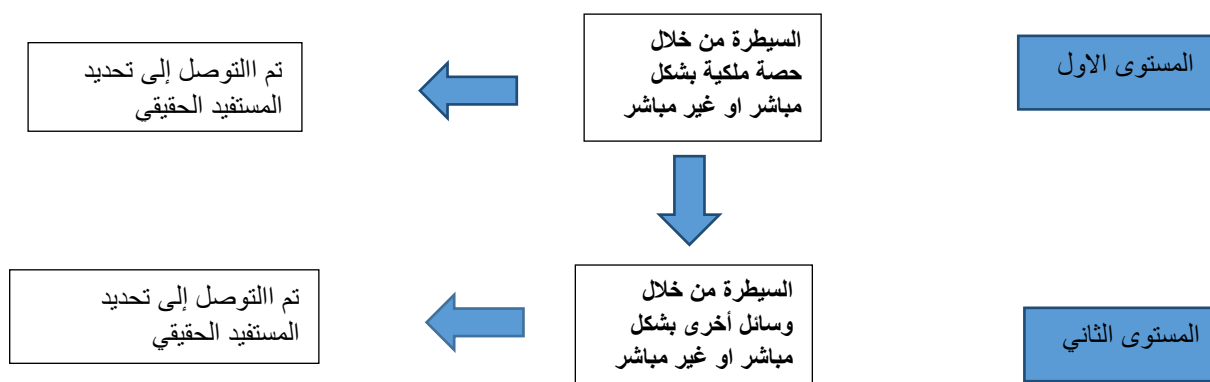 المستوى الاول
السيطرة من خلال
حصة ملكية بشكل
مباشر او غير مباشر
تم االتوصل إلى تحديد
المستفيد الحقيقي
المستوى الثاني
السيطرة من خلال
وسائل أخرى بشكل
مباشر او غير مباشر
تم االتوصل إلى تحديد
المستفيد الحقيقي